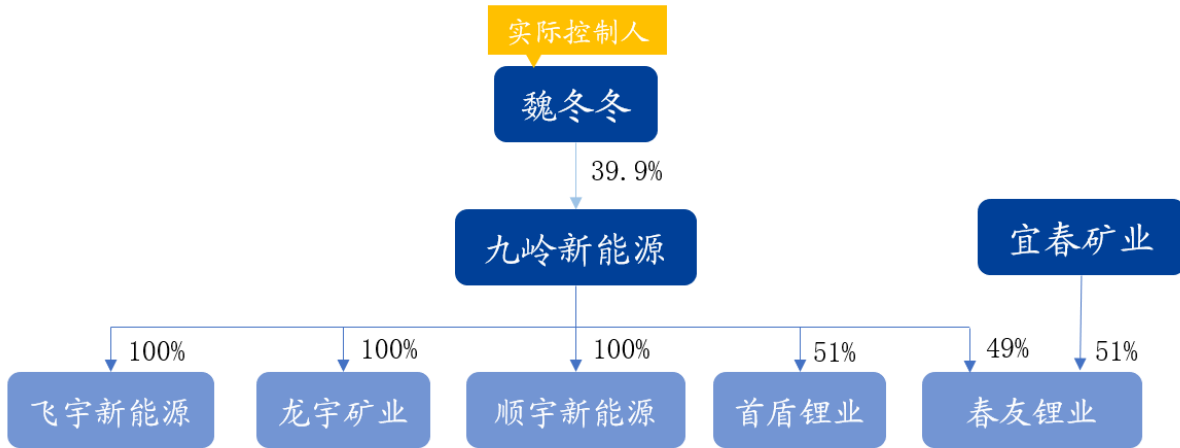 实际控制人
魏冬冬
39.9%
九岭新能源
宜春矿业
100%
100%
100%
51%
49%
51%
飞宇新能源
龙宇矿业
顺宇新能源
首盾锂业
春友锂业